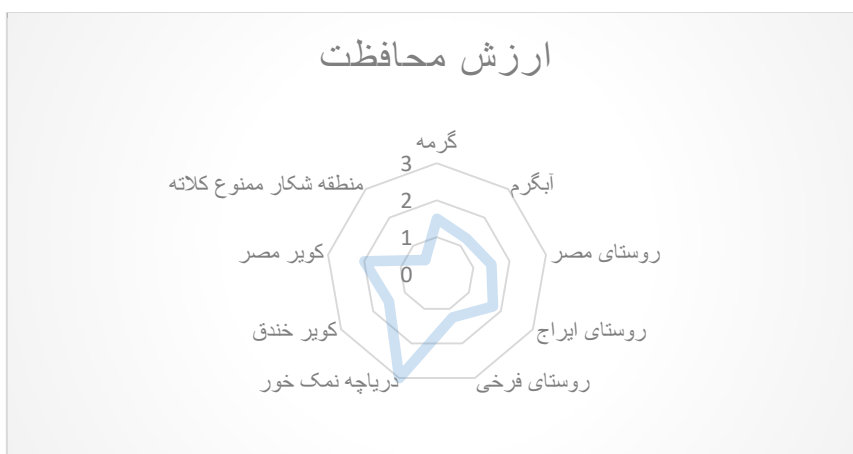 ارزش محافظت
گرمه
آبگرم
روستای مصر
روستای ایراج
روستای فرخی
دریاچه نمک خور
کویر خندق
کویر مصر
منطقه شکار ممنوع کلاته
3
2
1
0